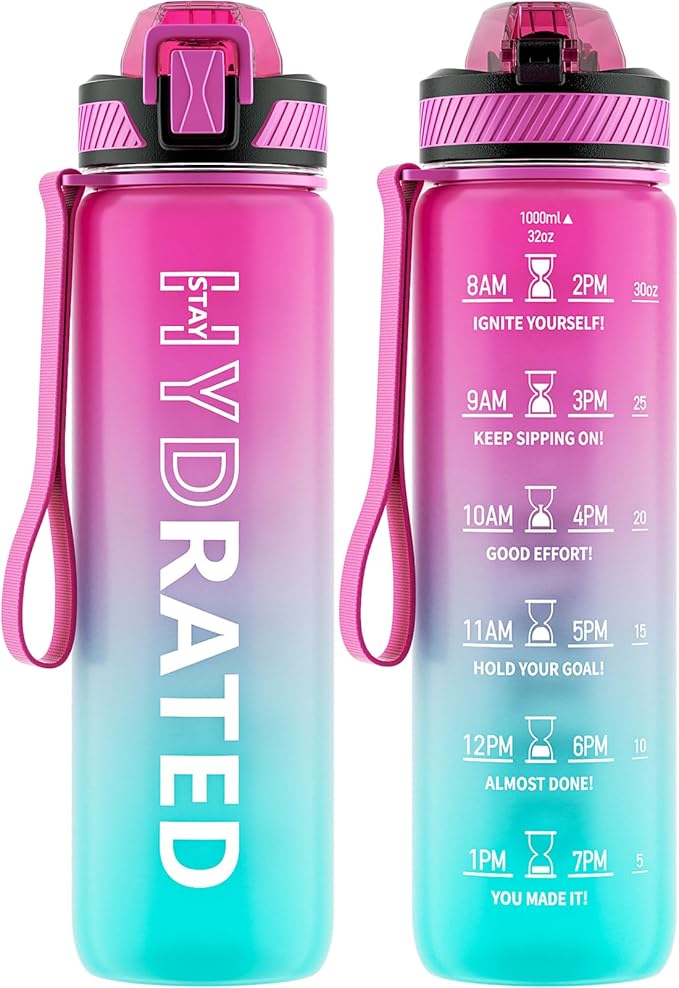 STAY
HYDRATED
1000ml▲
32oz
8AM 2PM 30oz
IGNITE YOURSELF!
9AM 3PM 25
KEEP SIPPING ON!
10AM 4PM 20
GOOD EFFORT!
11AM 5PM 15
HOLD YOUR GOAL!
12PM 6PM 10
ALMOST DONE!
1PM 7PM 5
YOU MADE IT!